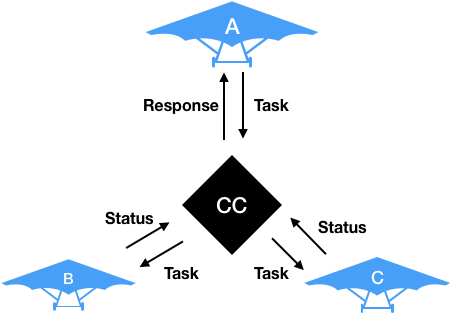 A
Response
Task
CC
Status
Status
B
Task
Task
C